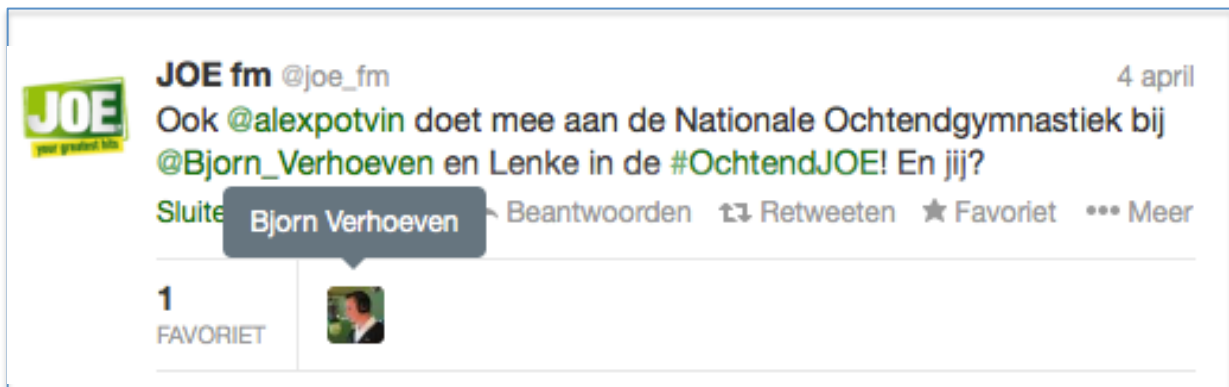 JOE fm @joe_fm 4 april
JOE
your greatest hits
Ook @alexpotvin doet mee aan de Nationale Ochtendgymnastiek bij
@Bjorn_Verhoeven en Lenke in de #OchtendJOE! En jij?
Sluite Beantwoorden Retweeten Favoriet Meer
Bjorn Verhoeven
1
FAVORIET